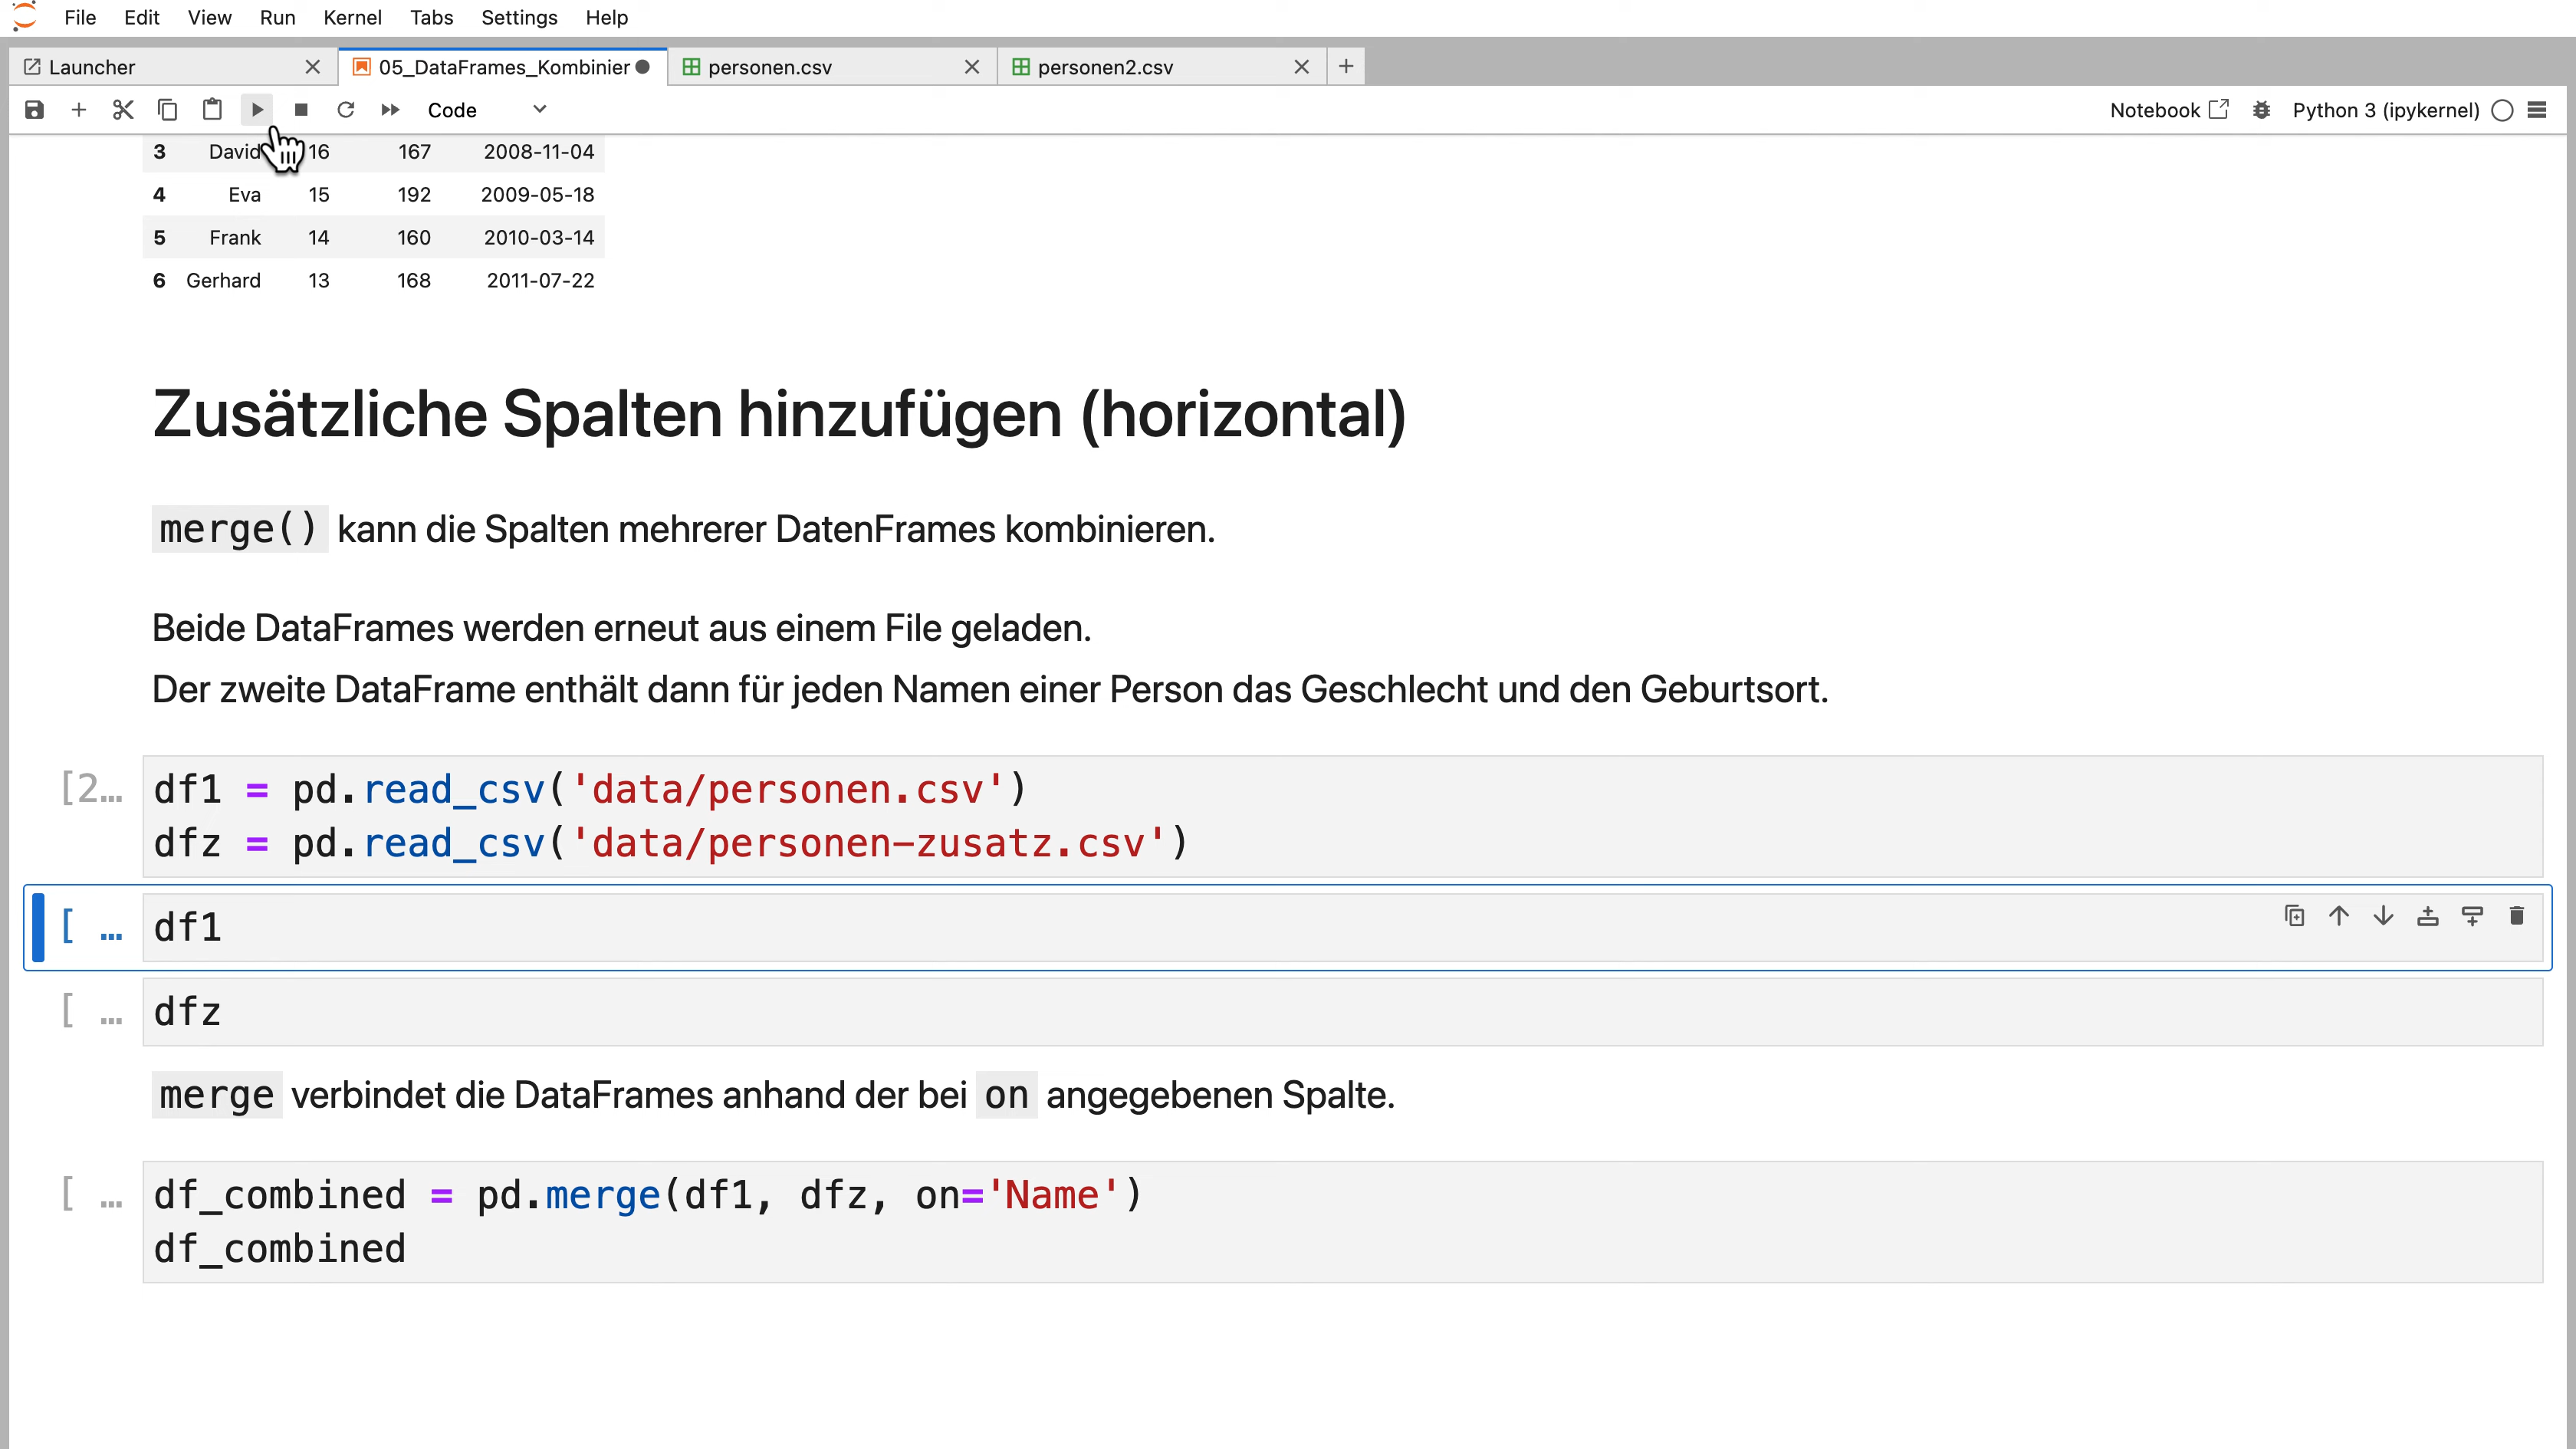 File Edit View Run Kernel Tabs Settings Help
Launcher 05_DataFrames_Kombinier personen.csv personen2.csv
Code Notebook Python 3 (ipykernel)
3 David 16 167 2008-11-04
4 Eva 15 192 2009-05-18
5 Frank 14 160 2010-03-14
6 Gerhard 13 168 2011-07-22
Zusätzliche Spalten hinzufügen (horizontal)
merge() kann die Spalten mehrerer DatenFrames kombinieren.
Beide DataFrames werden erneut aus einem File geladen.
Der zweite DataFrame enthält dann für jeden Namen einer Person das Geschlecht und den Geburtsort.
[2… df1 = pd.read_csv('data/personen.csv')
dfz = pd.read_csv('data/personen-zusatz.csv')
[ … df1
[ … dfz
merge verbindet die DataFrames anhand der bei on angegebenen Spalte.
[ … df_combined = pd.merge(df1, dfz, on='Name')
df_combined